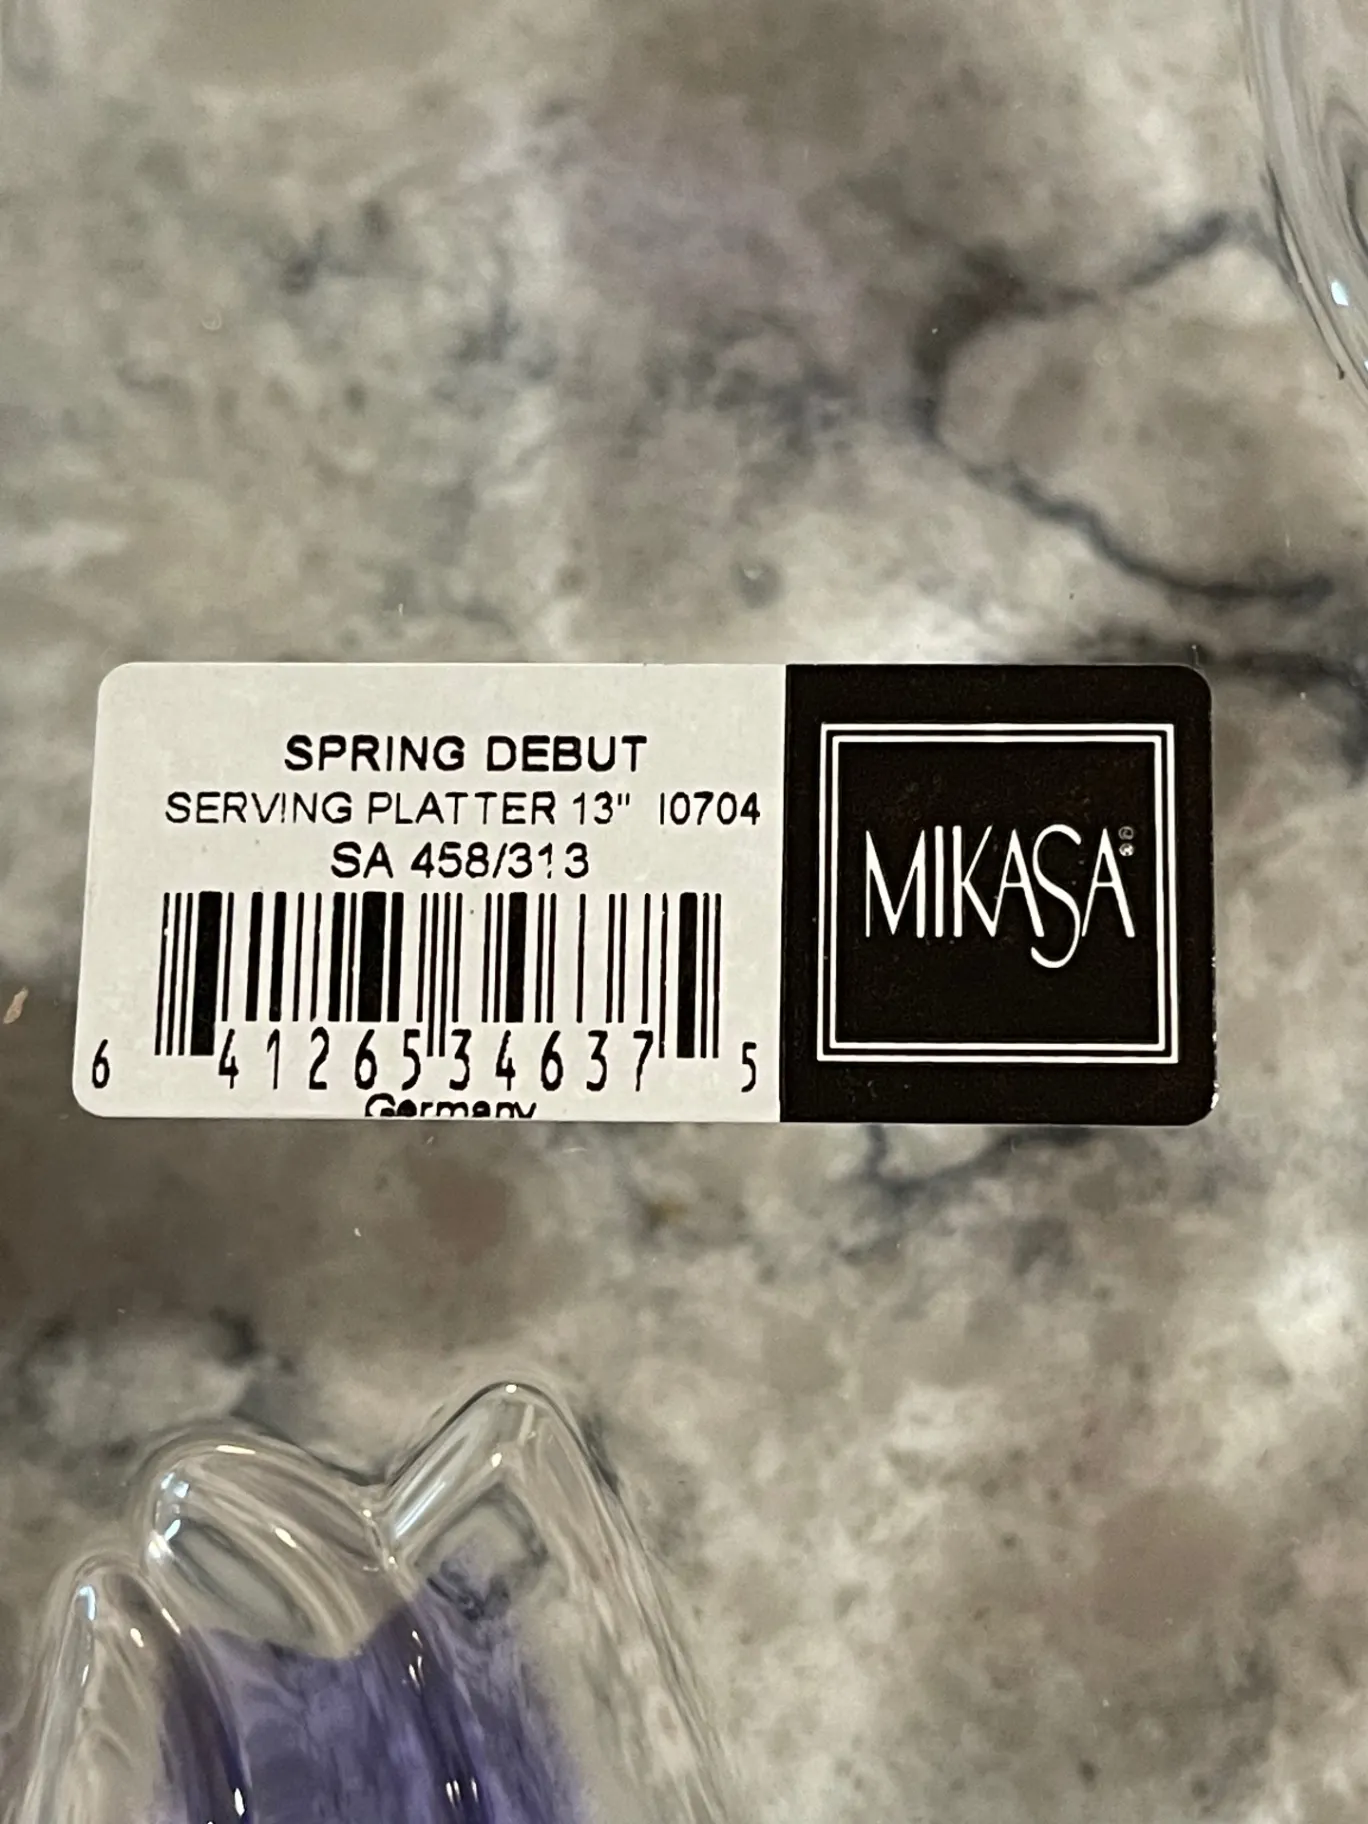 SPRING DEBUT
SERVING PLATTER 13" I0704
SA 458/313
6 41265 34637 5
Germany
MIKASA©®